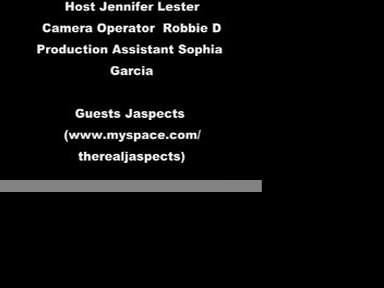 Host Jennifer Lester
Camera Operator  Robbie D
Production Assistant Sophia
Garcia
Guests Jaspects
(www.myspace.com/
therealjaspects)